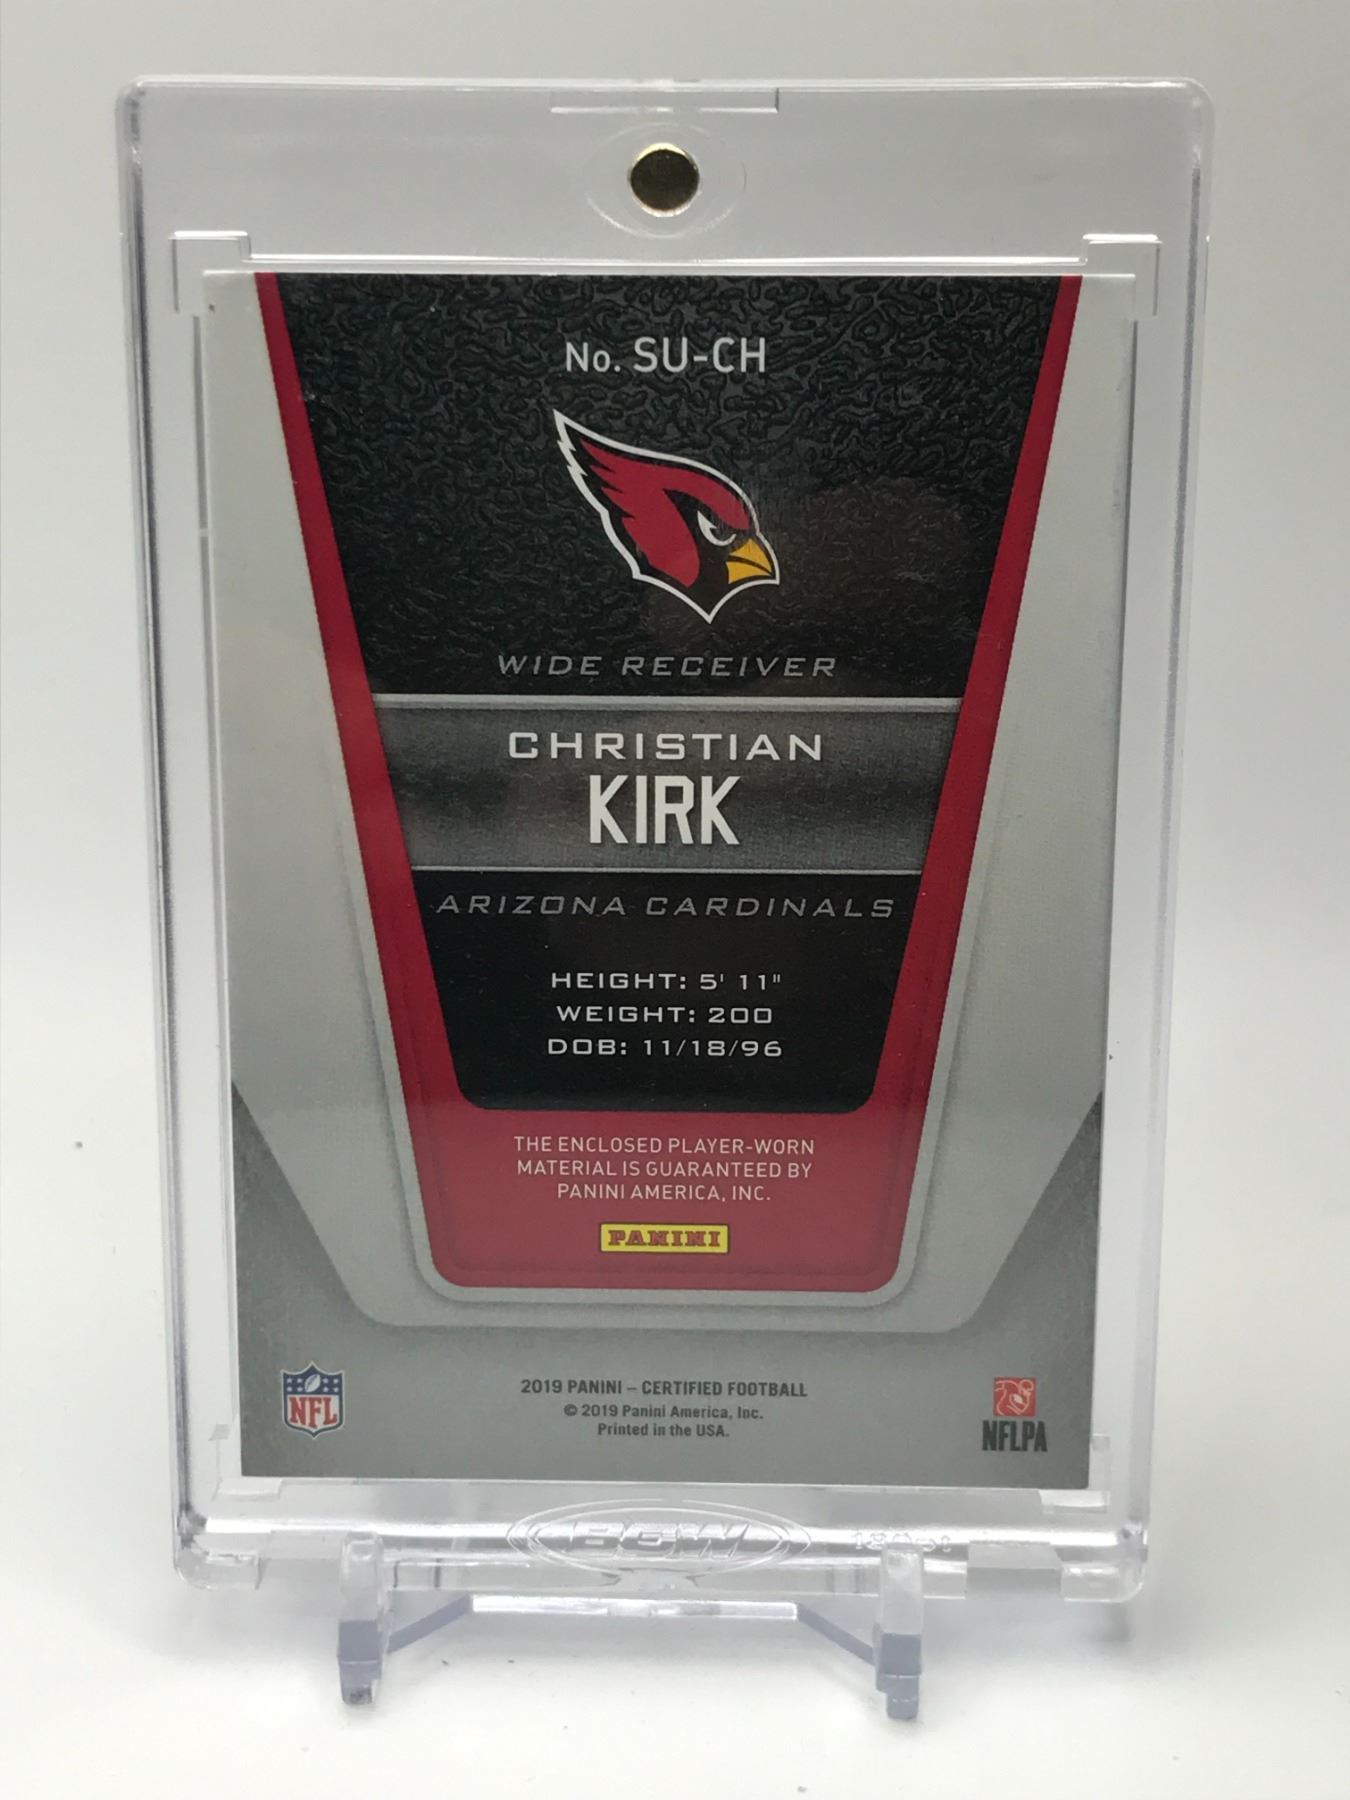 No. SU-CH
WIDE RECEIVER
CHRISTIAN
KIRK
ARIZONA CARDINALS
HEIGHT: 5' 11"
WEIGHT: 200
DOB: 11/18/96
THE ENCLOSED PLAYER-WORN
MATERIAL IS GUARANTEED BY
PANINI AMERICA, INC.
PANINI
2019 PANINI – CERTIFIED FOOTBALL
© 2019 Panini America, Inc.
Printed in the USA.
NFL
NFLPA
BCW
180pt